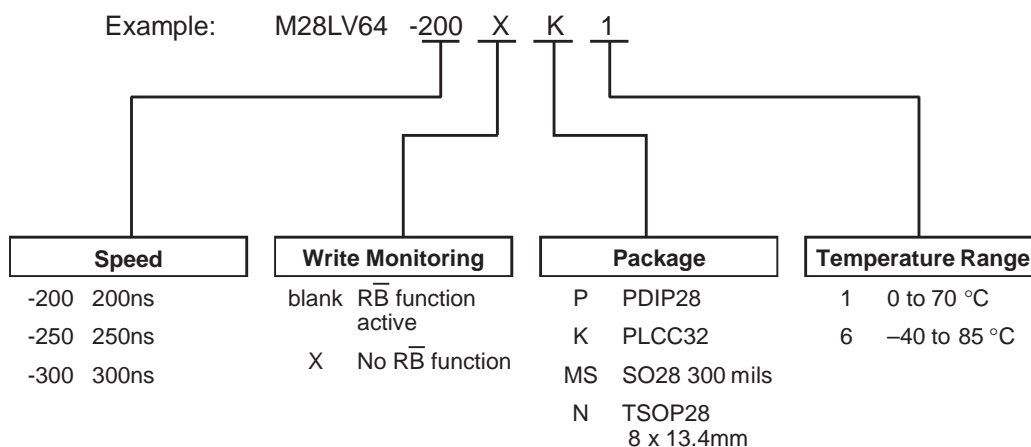 Example: M28LV64 -200 X K 1
Speed
-200 200ns
-250 250ns
-300 300ns
Write Monitoring
blank RB̅ function
active
X No RB̅ function
Package
P PDIP28
K PLCC32
MS SO28 300 mils
N TSOP28
8 x 13.4mm
Temperature Range
1 0 to 70 °C
6 –40 to 85 °C